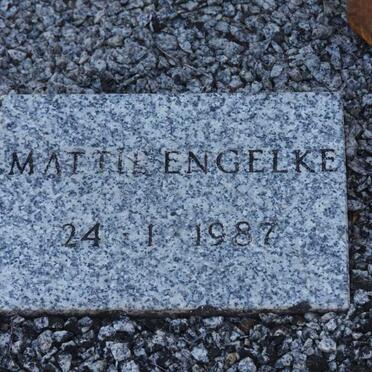 MATTIE ENGELKE
24 - 1 - 1987